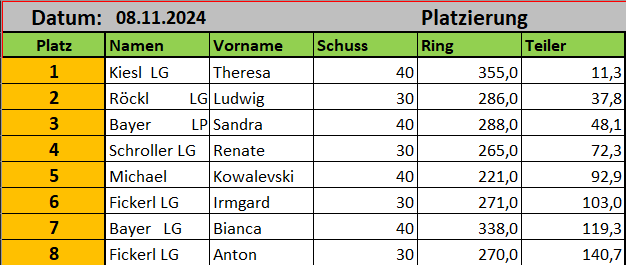 Datum: 08.11.2024 Platzierung
Platz Namen Vorname Schuss Ring Teiler
1 Kiesl LG Theresa 40 355,0 11,3
2 Röckl LG Ludwig 30 286,0 37,8
3 Bayer LP Sandra 40 288,0 48,1
4 Schroller LG Renate 30 265,0 72,3
5 Michael Kowalevski 40 221,0 92,9
6 Fickerl LG Irmgard 30 271,0 103,0
7 Bayer LG Bianca 40 338,0 119,3
8 Fickerl LG Anton 30 270,0 140,7